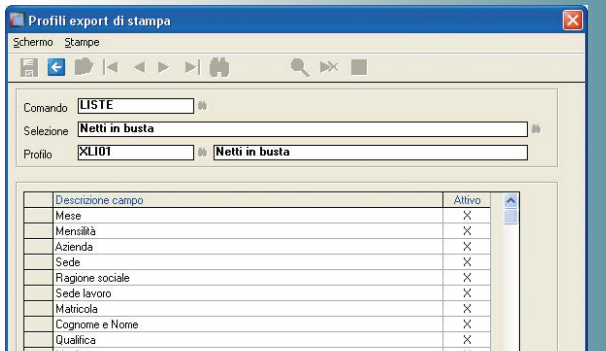 Profili export di stampa
Schermo Stampe
Comando LISTE
Selezione Netti in busta
Profilo XLI01 Netti in busta
Descrizione campo Attivo
Mese X
Mensilità X
Azienda X
Sede X
Ragione sociale X
Sede lavoro X
Matricola X
Cognome e Nome X
Qualifica X